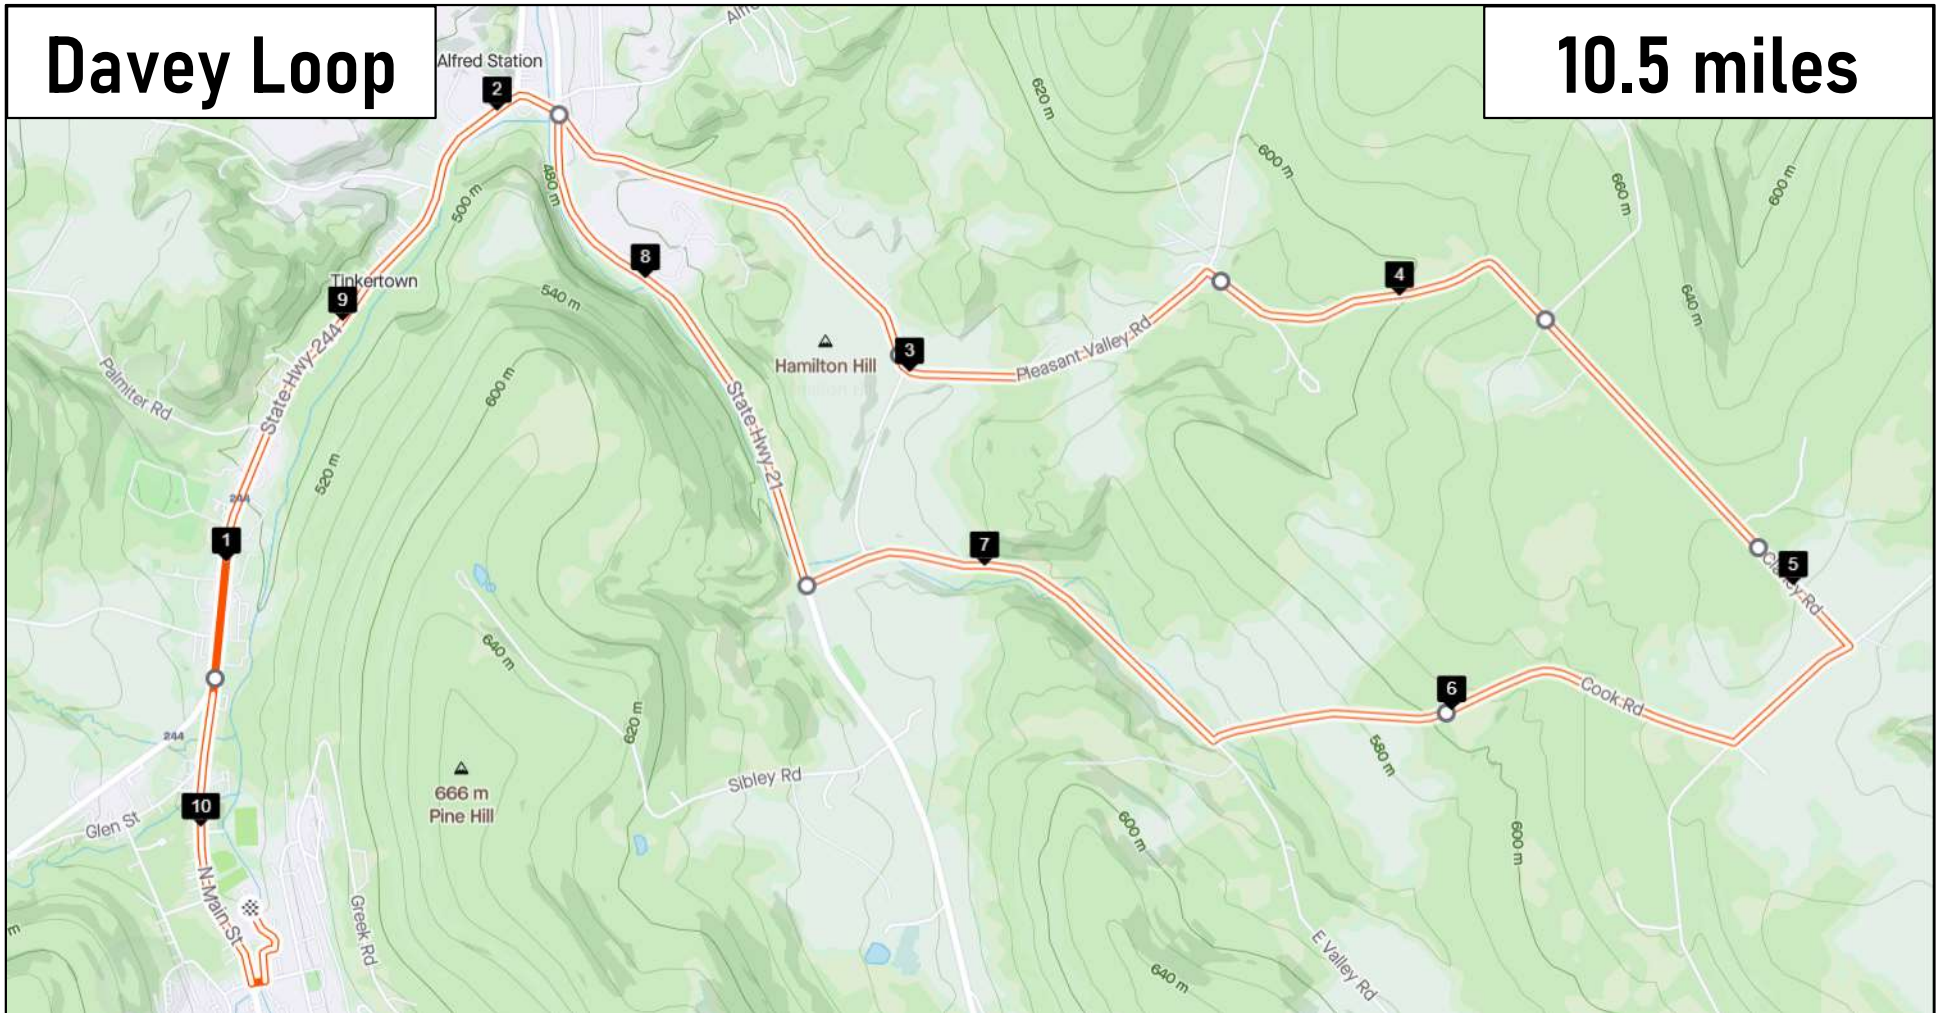 Davey Loop
10.5 miles
Alfred Station
2
620 m
600 m
660 m
600 m
480 m
500 m
8
540 m
Tinkertown
9
4
640 m
State Hwy 244
Palmiter Rd
600 m
Hamilton Hill
3
Pleasant Valley Rd
State Hwy 21
520 m
244
1
7
5
Clancy Rd
640 m
620 m
6
Cook Rd
244
580 m
666 m
Pine Hill
Sibley Rd
10
Glen St
600 m
600 m
N Main St
Greek Rd
E Valley Rd
640 m
m